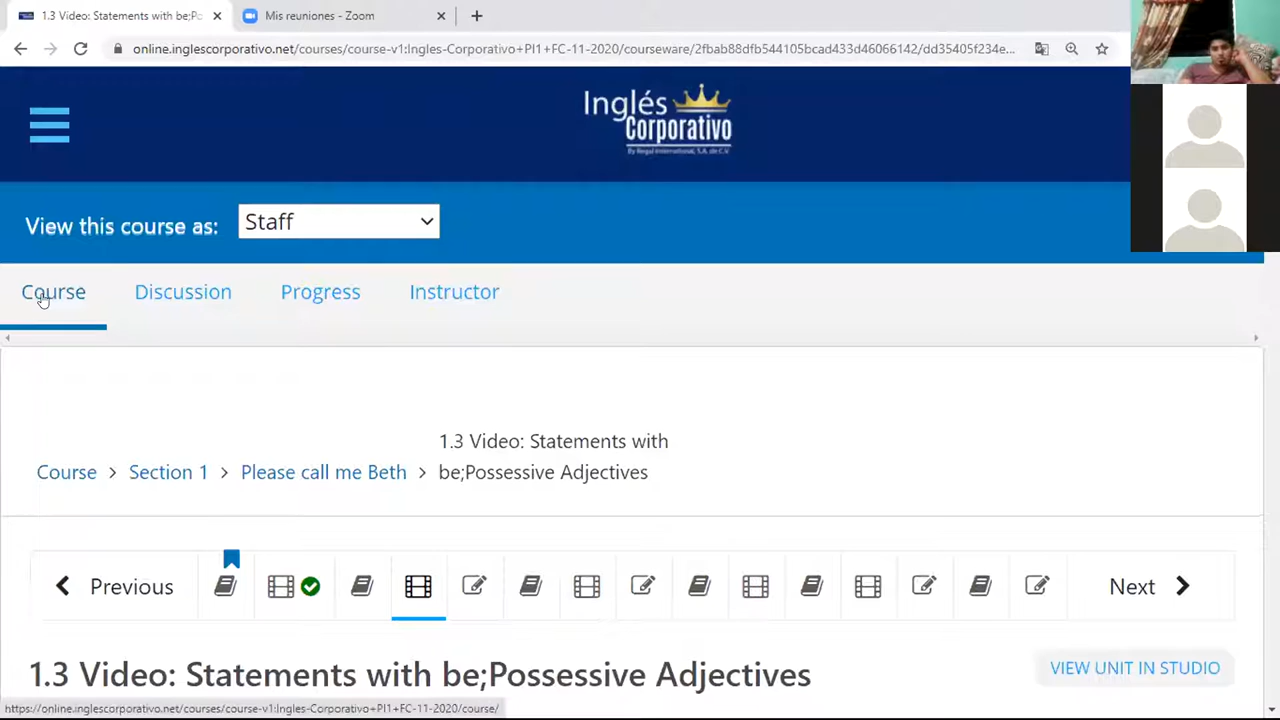 1.3 Video: Statements with be;Po
Mis reuniones - Zoom
online.inglescorporativo.net/courses/course-v1:Ingles-Corporativo+PI1+FC-11-2020/courseware/2fbab88dfb544105bcad433d46066142/dd35405f234e...
Inglés
Corporativo
By Regal International, S.A. de C.V.
View this course as:
Staff
Course
Discussion
Progress
Instructor
1.3 Video: Statements with
Course > Section 1 > Please call me Beth > be;Possessive Adjectives
Previous
Next
1.3 Video: Statements with be;Possessive Adjectives
VIEW UNIT IN STUDIO
https://online.inglescorporativo.net/courses/course-v1:Ingles-Corporativo+PI1+FC-11-2020/course/